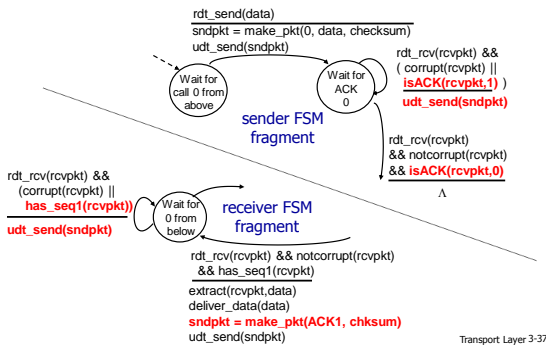 rdt_send(data)
sndpkt = make_pkt(0, data, checksum)
udt_send(sndpkt)
Wait for
call 0 from
above
Wait for
ACK
0
rdt_rcv(rcvpkt) &&
( corrupt(rcvpkt) ||
isACK(rcvpkt,1) )
udt_send(sndpkt)
sender FSM
fragment
rdt_rcv(rcvpkt)
&& notcorrupt(rcvpkt)
&& isACK(rcvpkt,0)
Λ
rdt_rcv(rcvpkt) &&
(corrupt(rcvpkt) ||
has_seq1(rcvpkt))
udt_send(sndpkt)
Wait for
0 from
below
receiver FSM
fragment
rdt_rcv(rcvpkt) && notcorrupt(rcvpkt)
&& has_seq1(rcvpkt)
extract(rcvpkt,data)
deliver_data(data)
sndpkt = make_pkt(ACK1, chksum)
udt_send(sndpkt)
Transport Layer 3-37